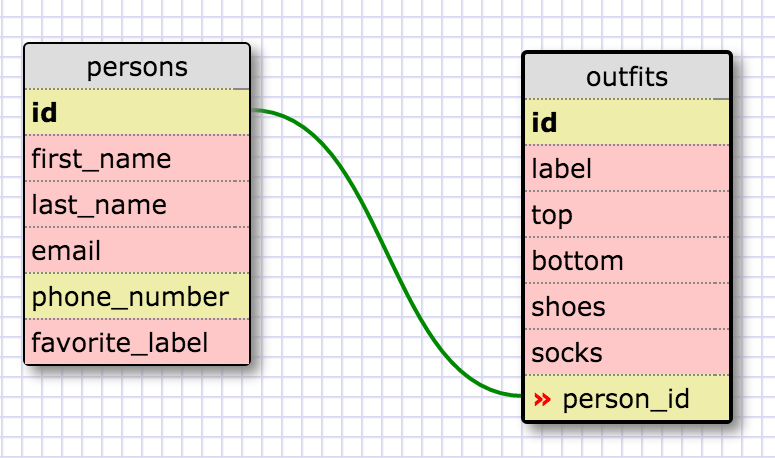 persons
id
first_name
last_name
email
phone_number
favorite_label
outfits
id
label
top
bottom
shoes
socks
» person_id